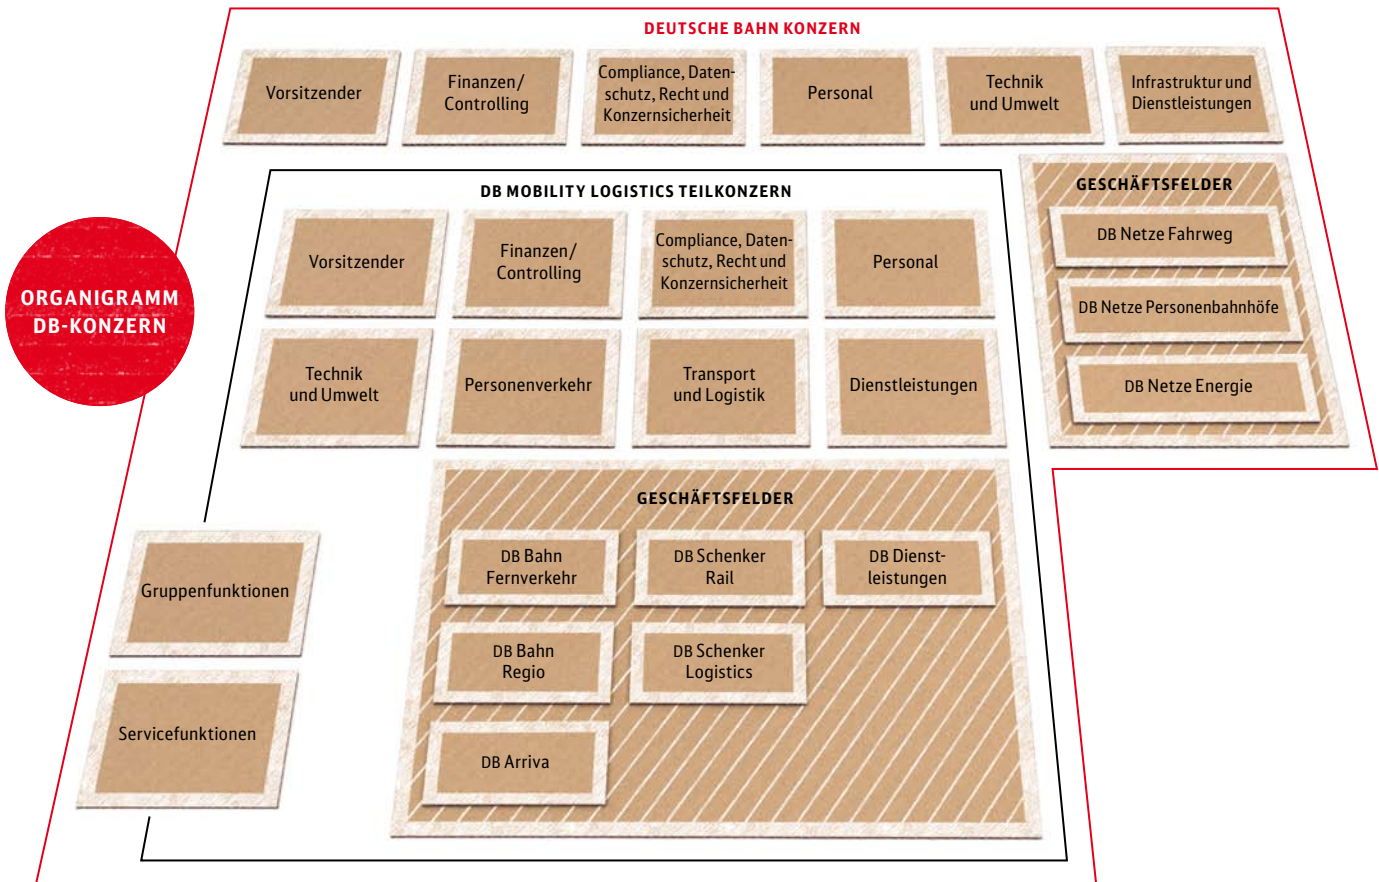 DEUTSCHE BAHN KONZERN
Vorsitzender
Finanzen/
Controlling
Compliance, Daten-
schutz, Recht und
Konzernsicherheit
Personal
Technik
und Umwelt
Infrastruktur und
Dienstleistungen
GESCHÄFTSFELDER
DB Netze Fahrweg
DB Netze Personenbahnhöfe
DB Netze Energie
DB MOBILITY LOGISTICS TEILKONZERN
Vorsitzender
Finanzen/
Controlling
Compliance, Daten-
schutz, Recht und
Konzernsicherheit
Personal
Technik
und Umwelt
Personenverkehr
Transport
und Logistik
Dienstleistungen
ORGANIGRAMM
DB-KONZERN
GESCHÄFTSFELDER
DB Bahn
Fernverkehr
DB Schenker
Rail
DB Dienst-
leistungen
DB Bahn
Regio
DB Schenker
Logistics
DB Arriva
Gruppenfunktionen
Servicefunktionen